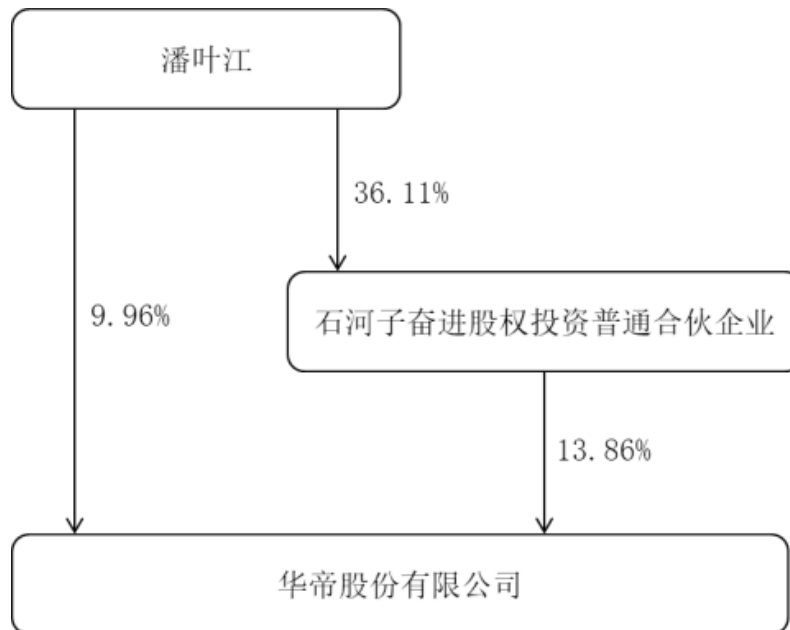 潘叶江
36.11%
9.96%
石河子奋进股权投资普通合伙企业
13.86%
华帝股份有限公司